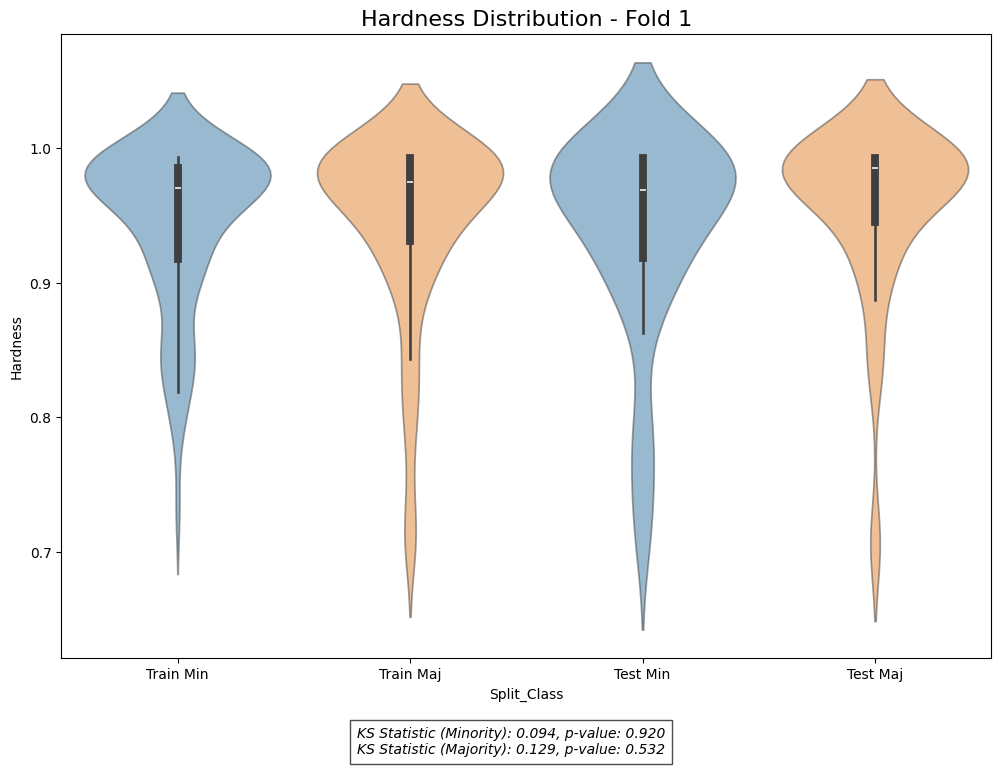 Hardness Distribution - Fold 1
1.0
0.9
0.8
0.7
Hardness
Train Min
Train Maj
Test Min
Test Maj
Split_Class
KS Statistic (Minority): 0.094, p-value: 0.920
KS Statistic (Majority): 0.129, p-value: 0.532